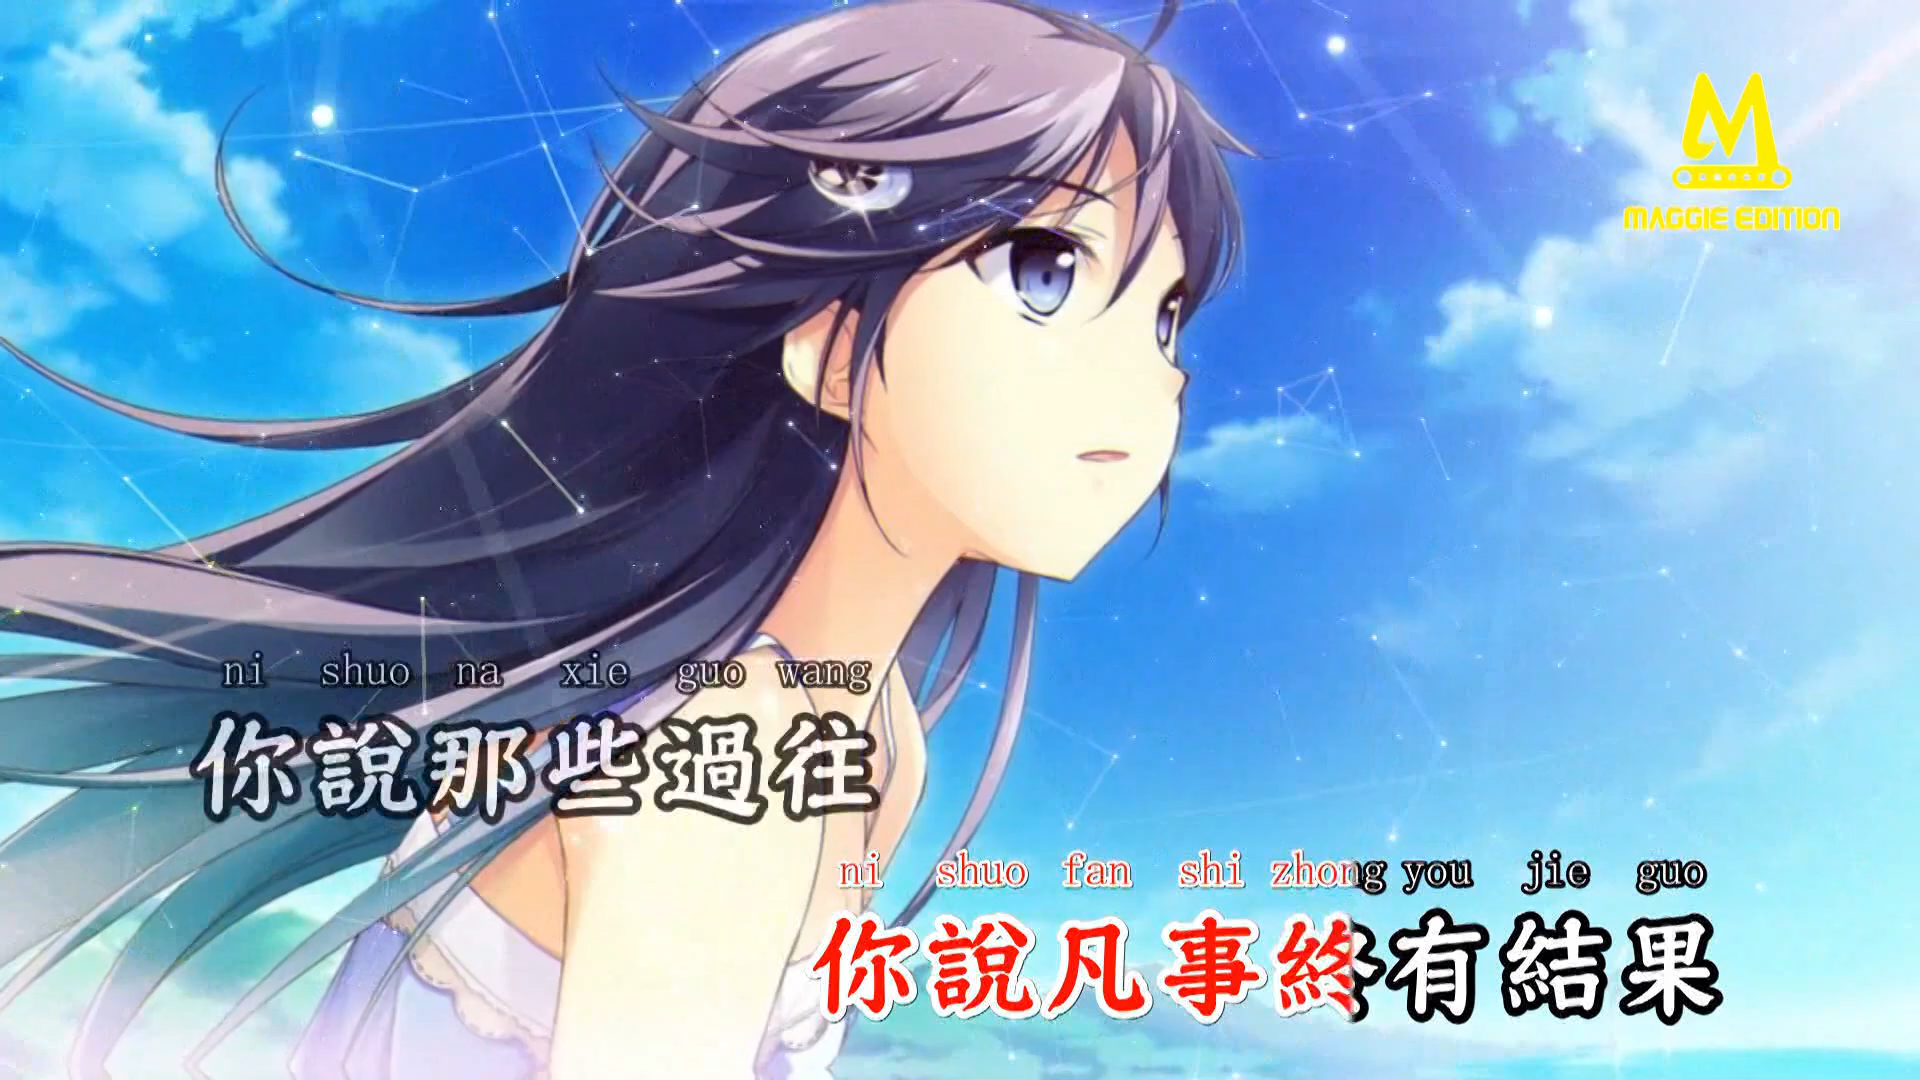 MAGGIE EDITION
ni shuo na xie guo wang
你說那些過往
ni shuo fan shi zhong you jie guo
你說凡事終有結果